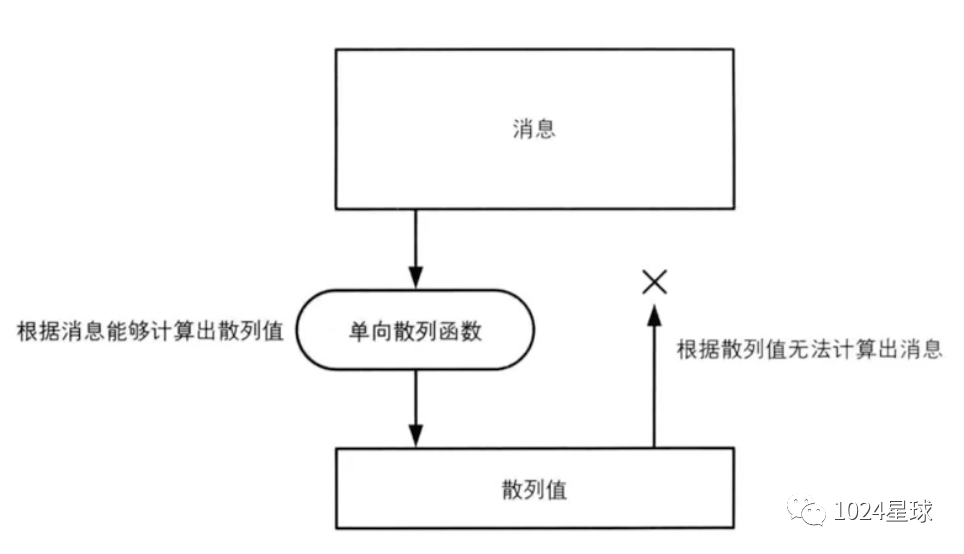 消息
根据消息能够计算出散列值
单向散列函数
根据散列值无法计算出消息
散列值
1024星球